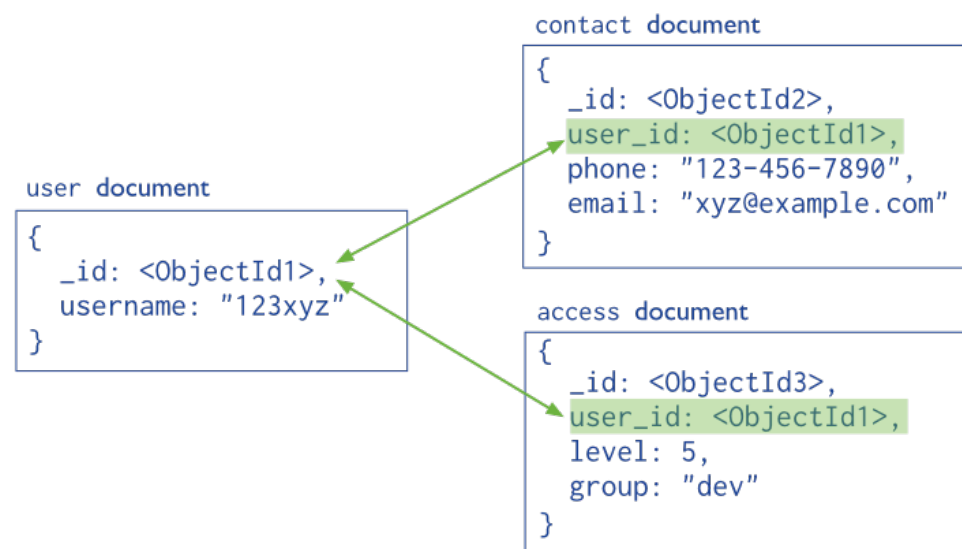 contact document
{
_id: <ObjectId2>,
user_id: <ObjectId1>,
phone: "123-456-7890",
email: "xyz@example.com"
}
user document
{
_id: <ObjectId1>,
username: "123xyz"
}
access document
{
_id: <ObjectId3>,
user_id: <ObjectId1>,
level: 5,
group: "dev"
}